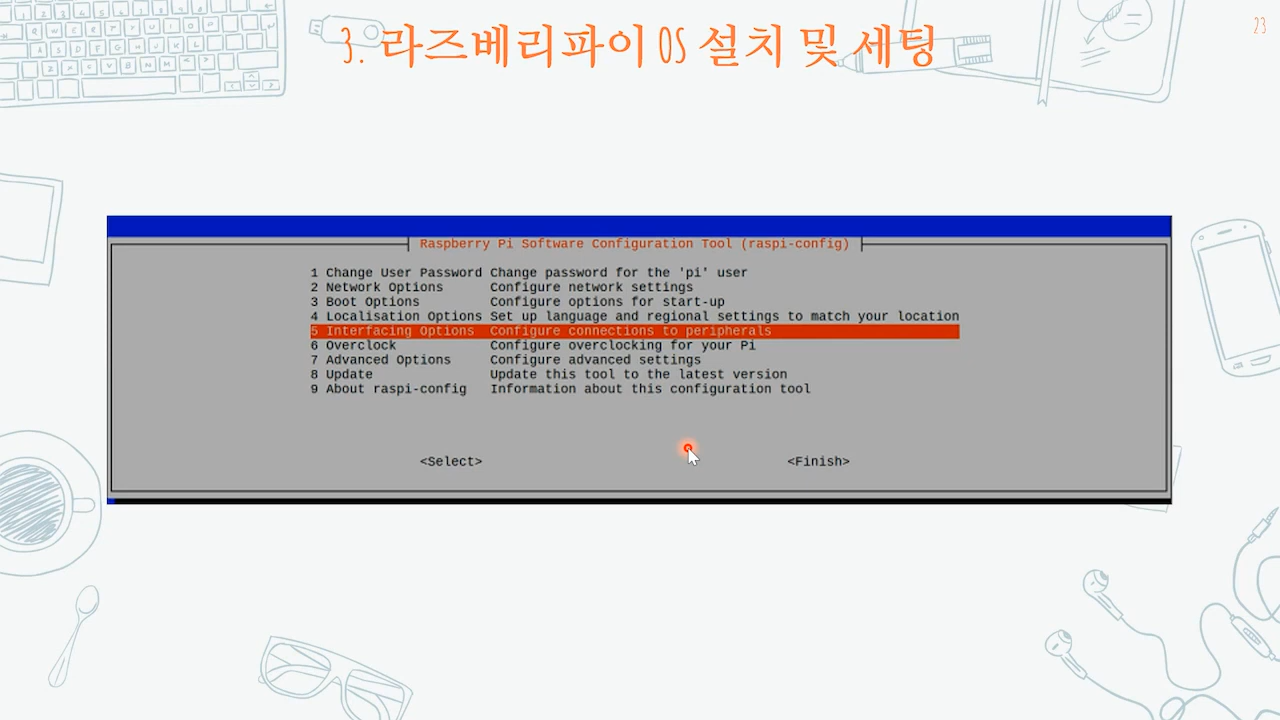 3. 라즈베리파이 OS 설치 및 세팅
23
Raspberry Pi Software Configuration Tool (raspi-config)
1 Change User Password Change password for the 'pi' user
2 Network Options Configure network settings
3 Boot Options Configure options for start-up
4 Localisation Options Set up language and regional settings to match your location
5 Interfacing Options Configure connections to peripherals
6 Overclock Configure overclocking for your Pi
7 Advanced Options Configure advanced settings
8 Update Update this tool to the latest version
9 About raspi-config Information about this configuration tool
<Select> <Finish>